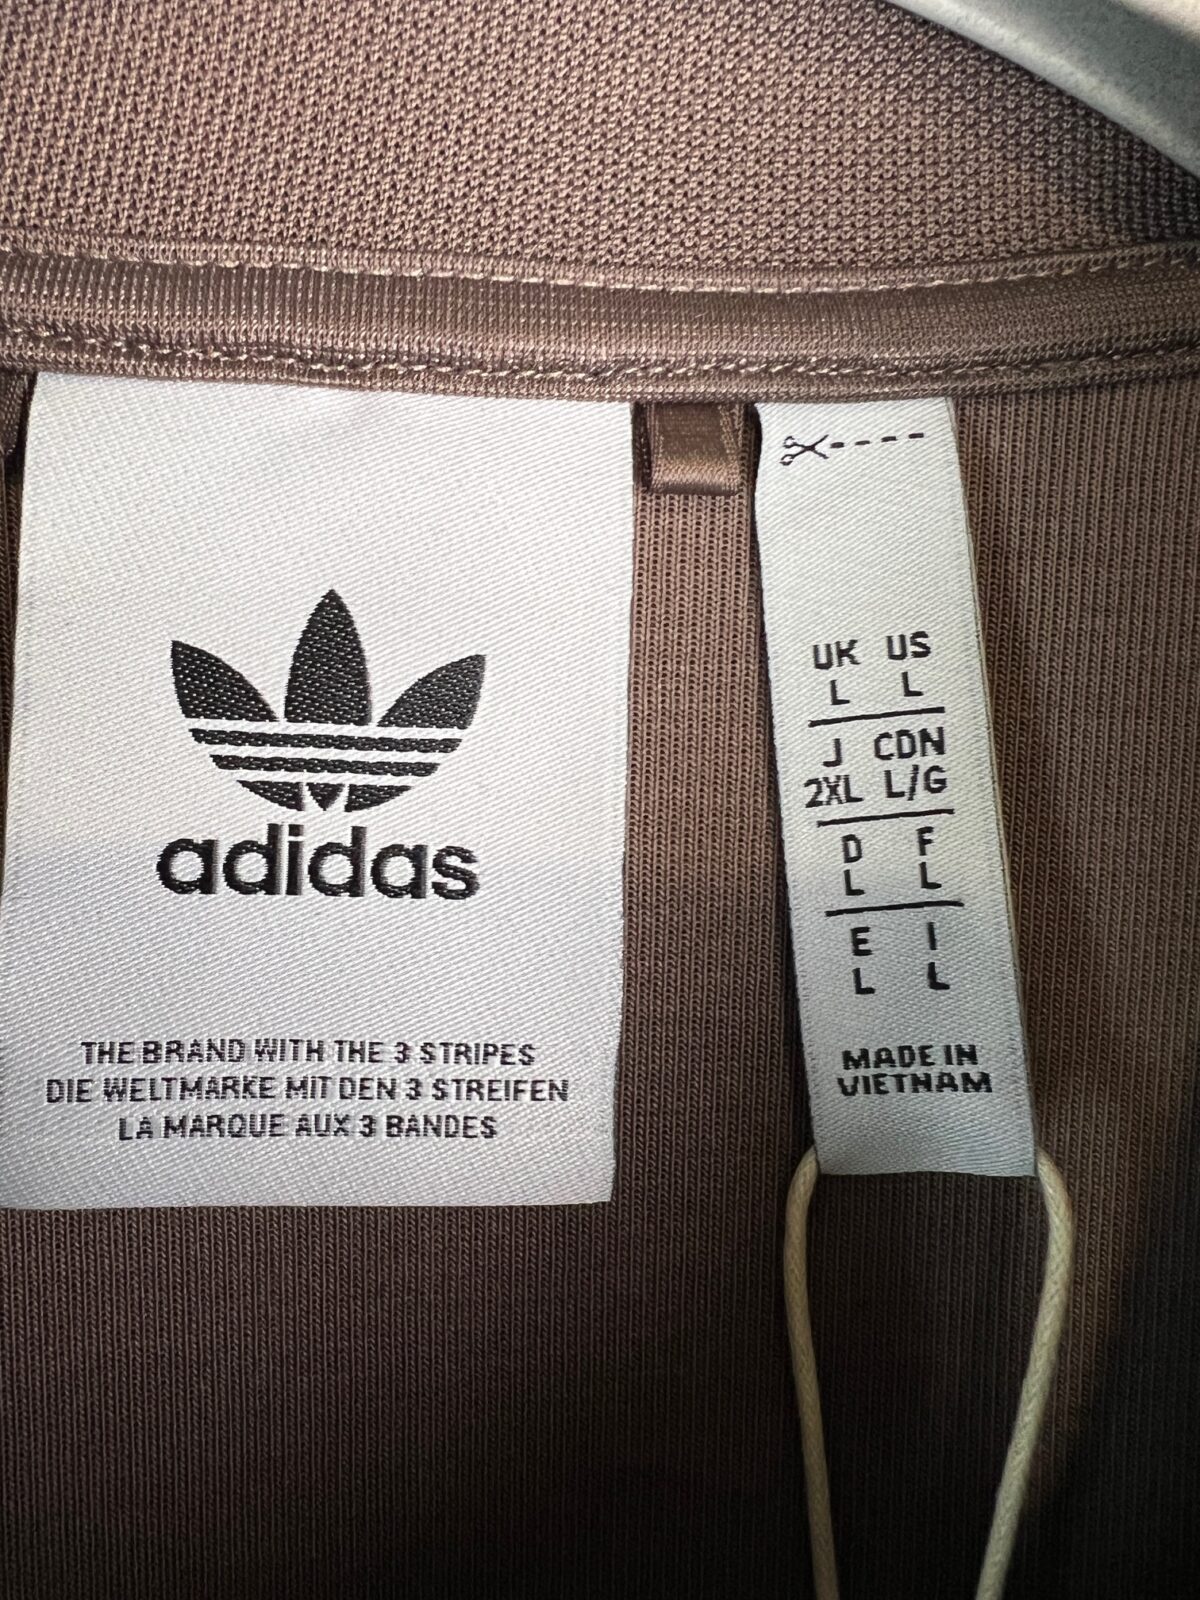 adidas
THE BRAND WITH THE 3 STRIPES
DIE WELTMARKE MIT DEN 3 STREIFEN
LA MARQUE AUX 3 BANDES
UK US
L L
J CDN
2XL L/G
D F
L L
E I
L L
MADE IN
VIETNAM